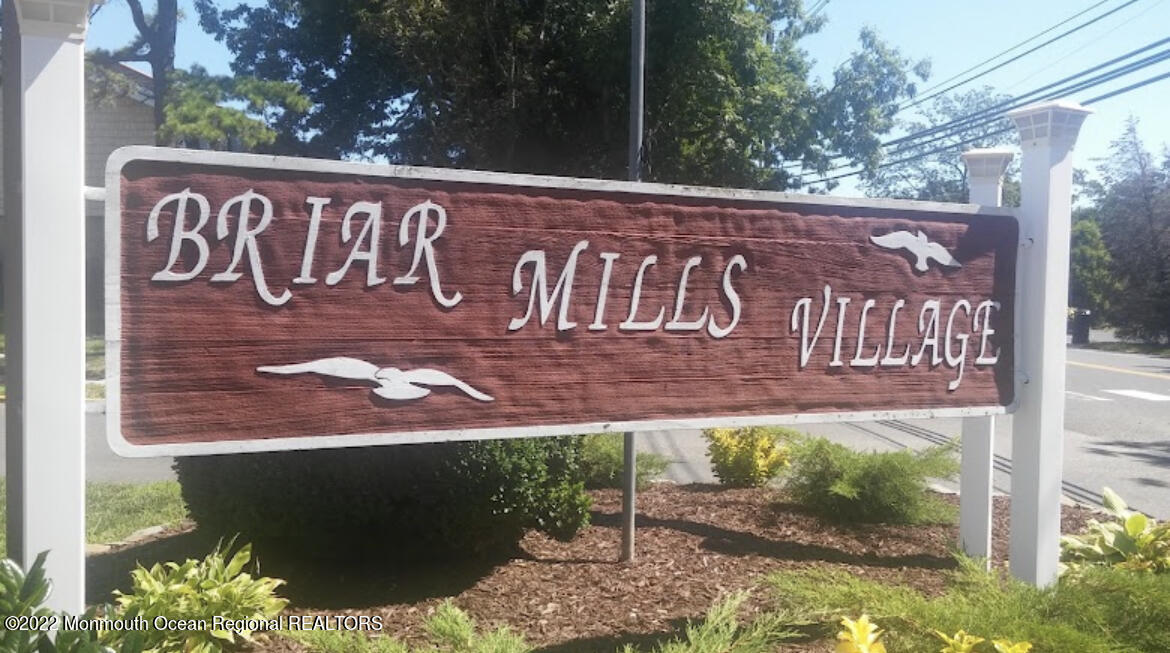 BRIAR MILLS VILLAGE
©2022 Monmouth Ocean Regional REALTORS